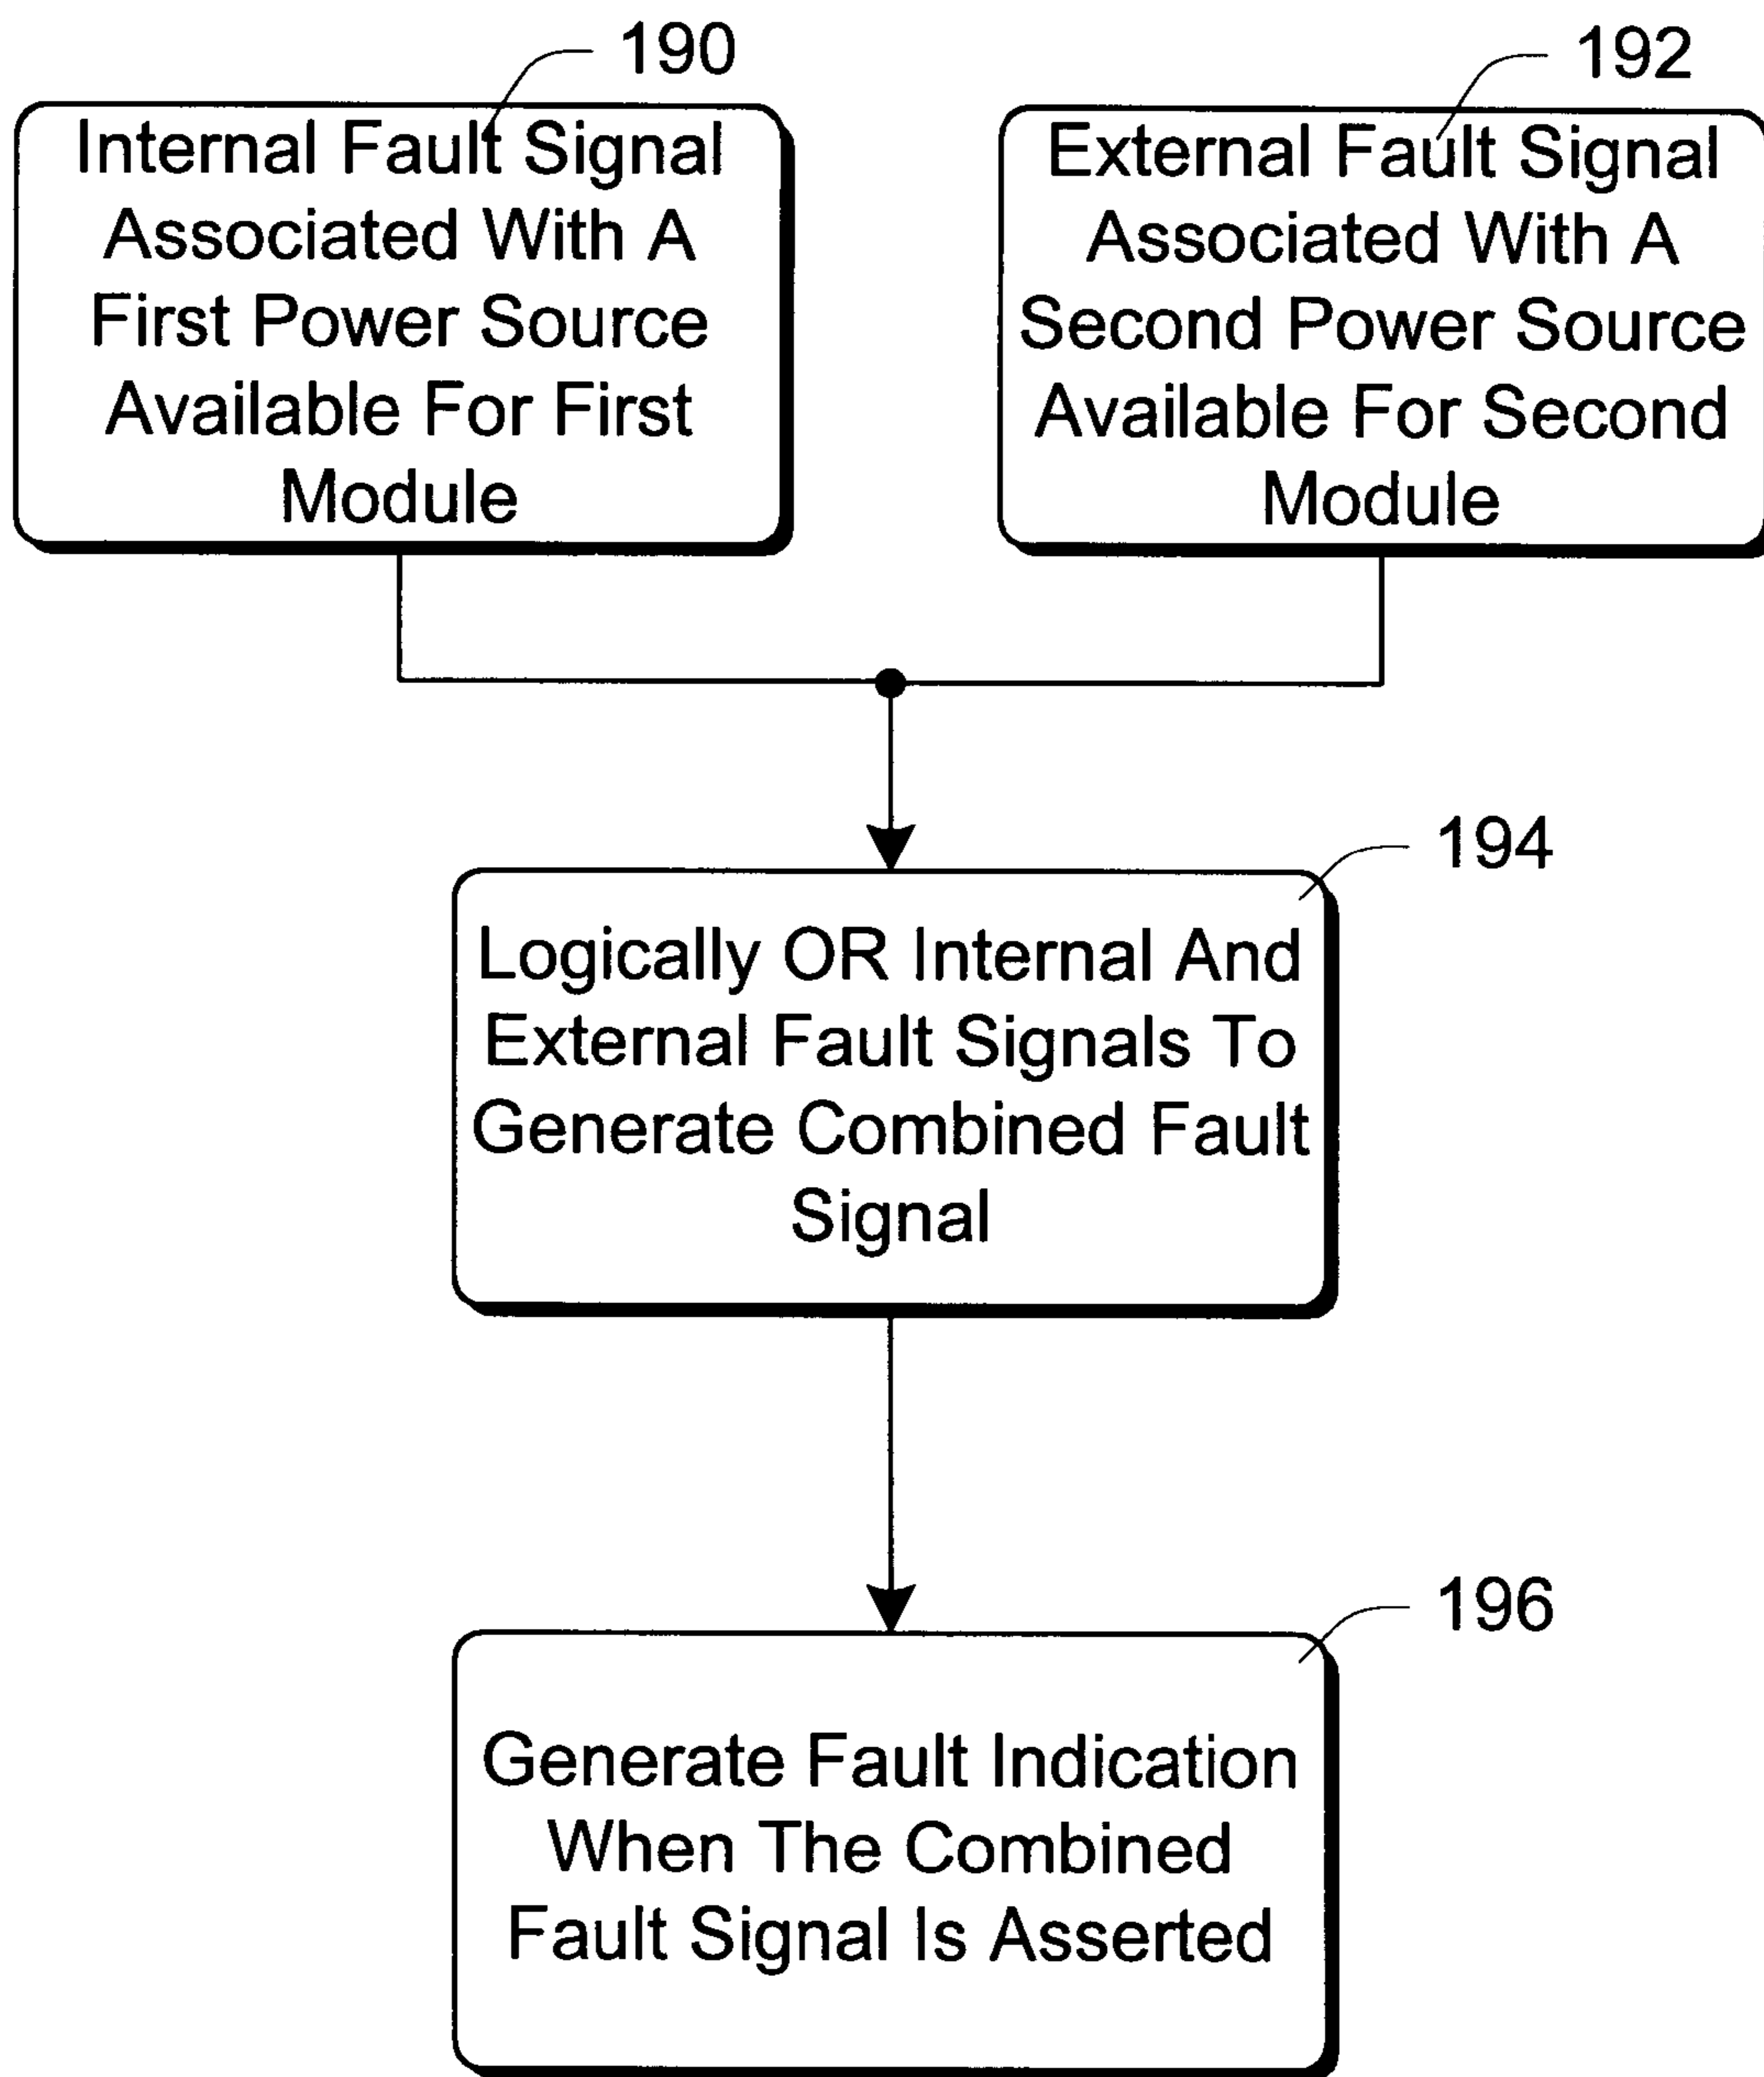 190
Internal Fault Signal
Associated With A
First Power Source
Available For First
Module
192
External Fault Signal
Associated With A
Second Power Source
Available For Second
Module
194
Logically OR Internal And
External Fault Signals To
Generate Combined Fault
Signal
196
Generate Fault Indication
When The Combined
Fault Signal Is Asserted